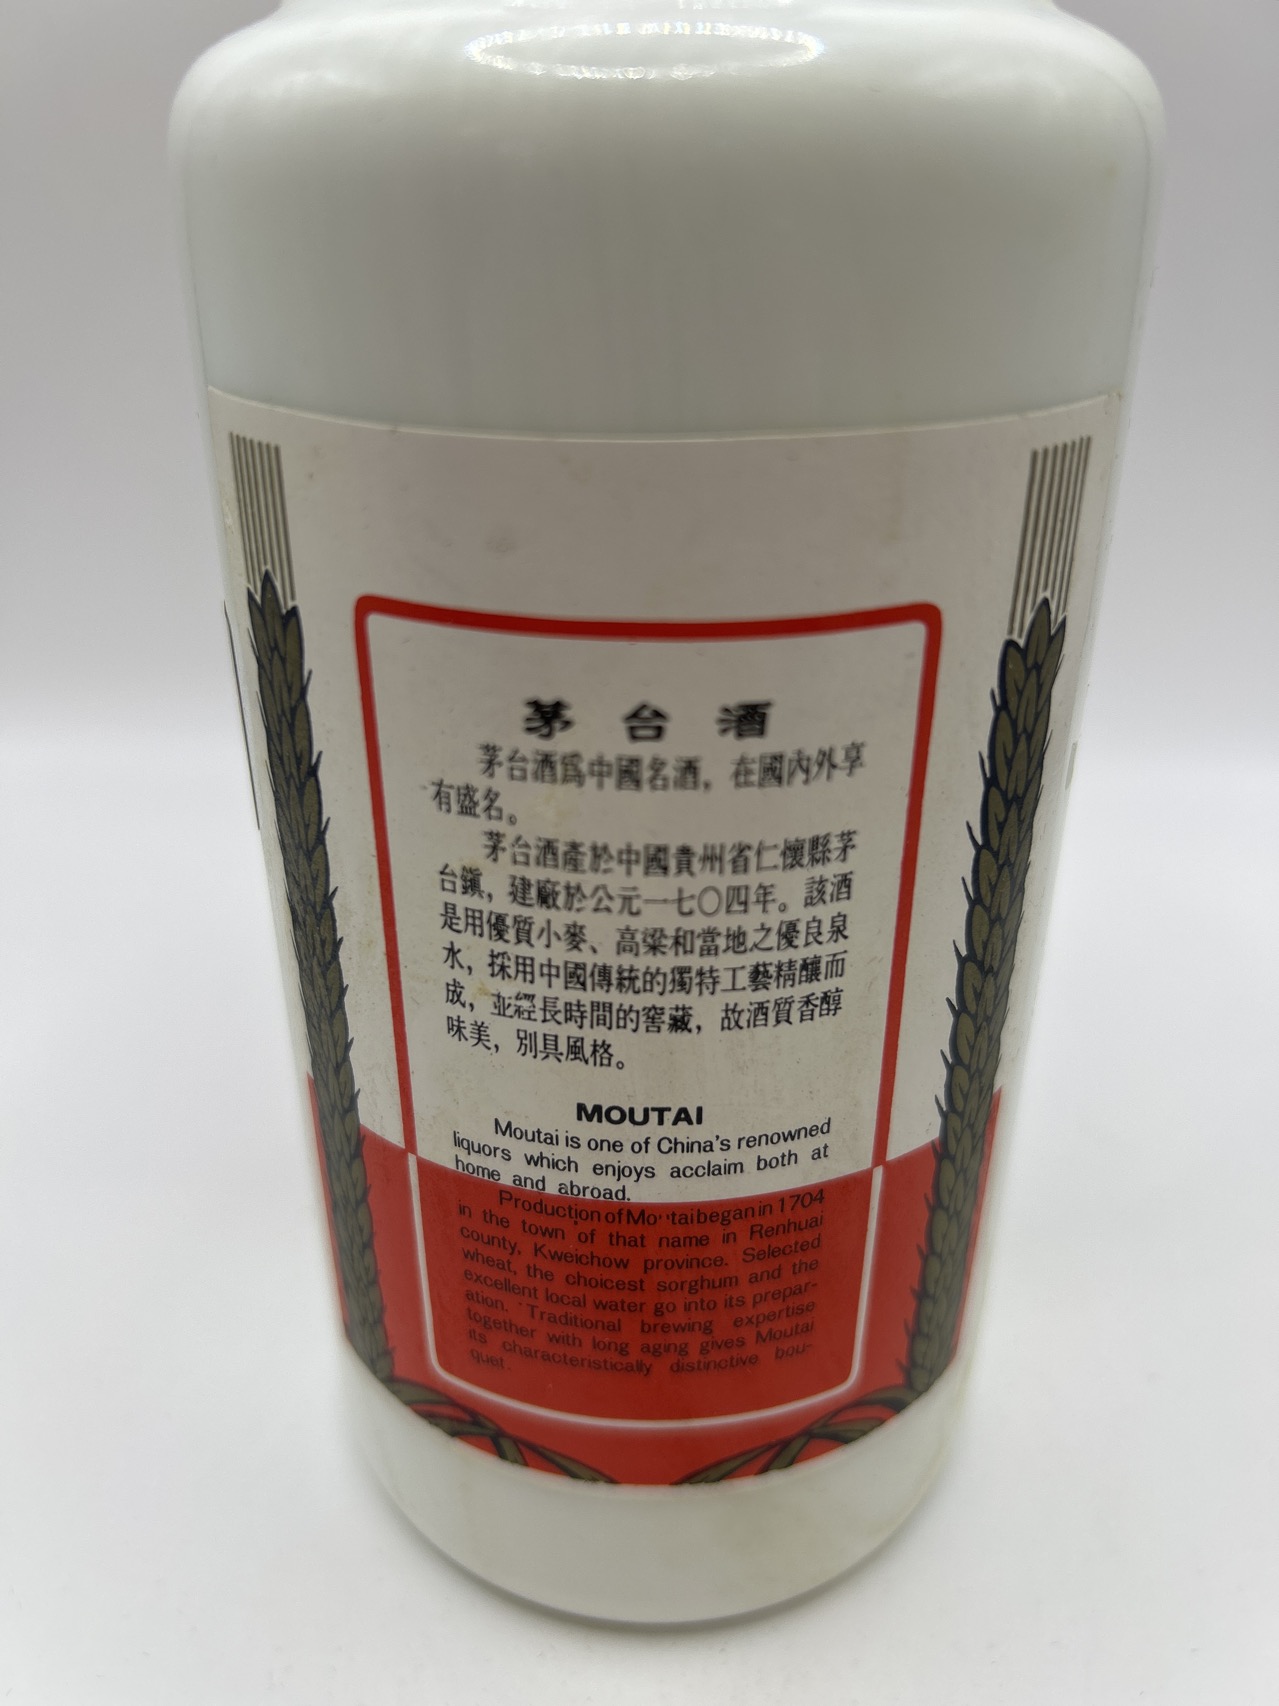 茅台酒
茅台酒爲中國名酒，在國內外享
有盛名。
茅台酒產於中國貴州省仁懷縣茅
台鎮，建廠於公元一七〇四年。該酒
是用優質小麥、高粱和當地之優良泉
水，採用中國傳統的獨特工藝精釀而
成，並經長時間的窖藏，故酒質香醇
味美，別具風格。
MOUTAI
Moutai is one of China's renowned
liquors which enjoys acclaim both at
home and abroad.
Production of Moutai began in 1704
in the town of that name in Renhuai
county, Kweichow province. Selected
wheat, the choicest sorghum and the
excellent local water go into its prepar-
ation. Traditional brewing expertise
together with long aging gives Moutai
its characteristically distinctive bou-
quet.